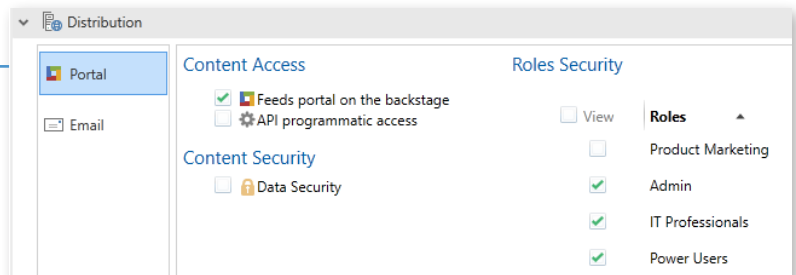 Distribution
Portal
Email
Content Access
Feeds portal on the backstage
API programmatic access
Content Security
Data Security
Roles Security
View Roles
Product Marketing
Admin
IT Professionals
Power Users